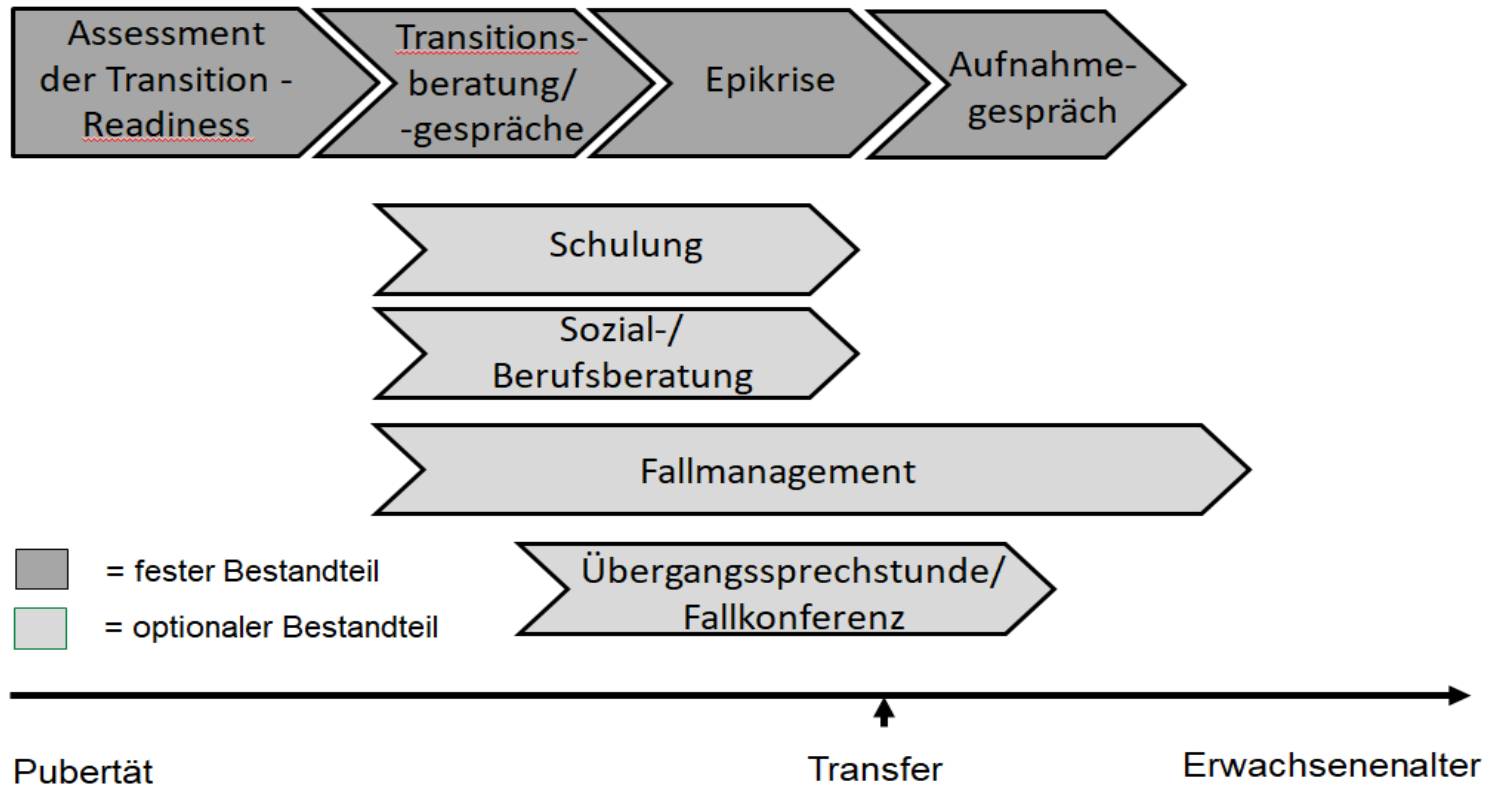 Assessment
der Transition -
Readiness
Transitions-
beratung/
-gespräche
Epikrise
Aufnahme-
gespräch
Schulung
Sozial-/
Berufsberatung
Fallmanagement
Übergangssprechstunde/
Fallkonferenz
= fester Bestandteil
= optionaler Bestandteil
Pubertät
Transfer
Erwachsenenalter